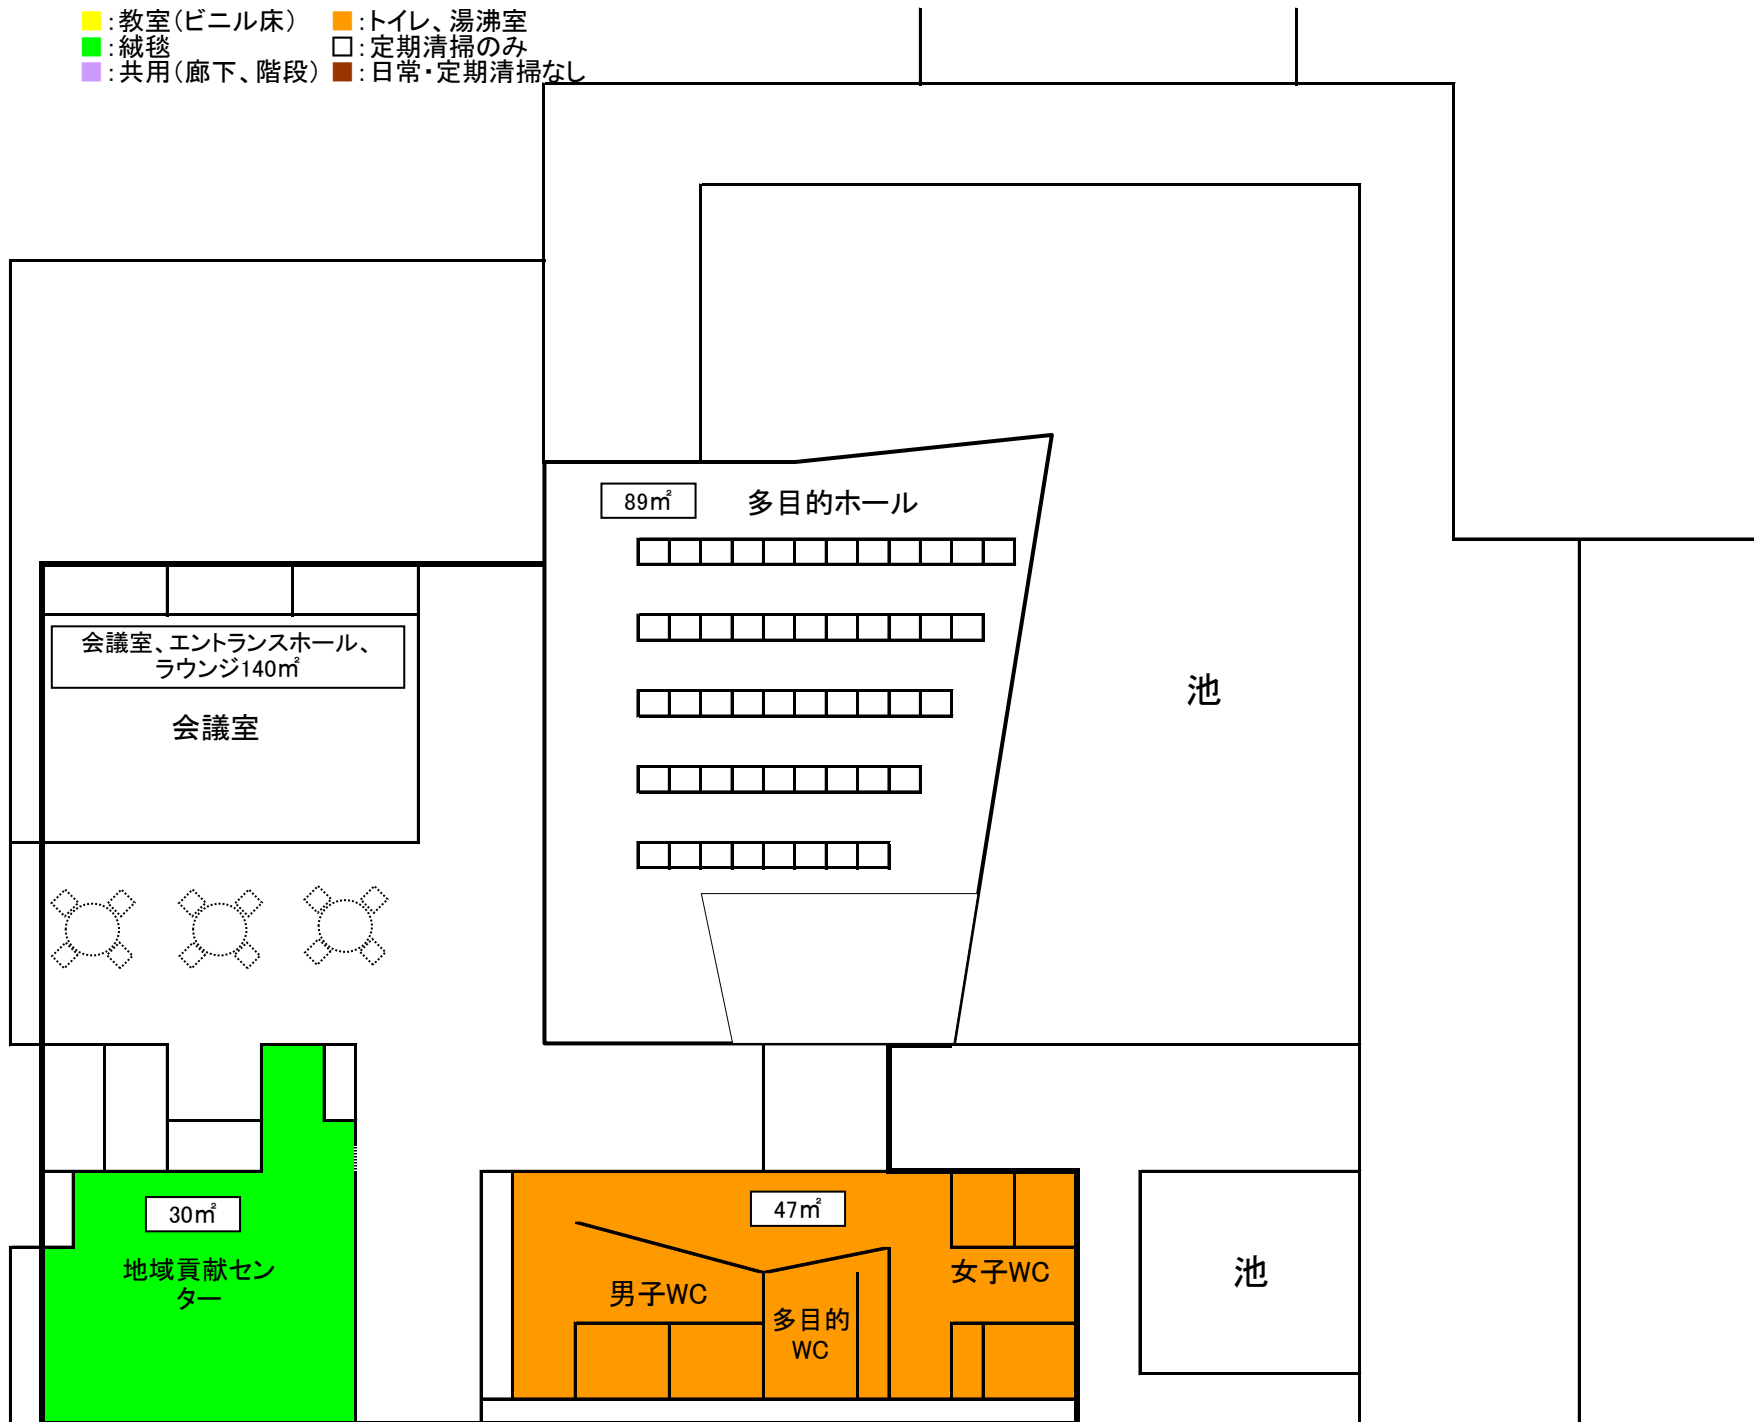 ：教室（ビニル床）　：トイレ、湯沸室
：絨毯　：定期清掃のみ
：共用（廊下、階段）　：日常・定期清掃なし
89㎡　多目的ホール
会議室、エントランスホール、
ラウンジ140㎡
会議室
池
30㎡
地域貢献セン
ター
47㎡
男子WC
多目的
WC
女子WC
池